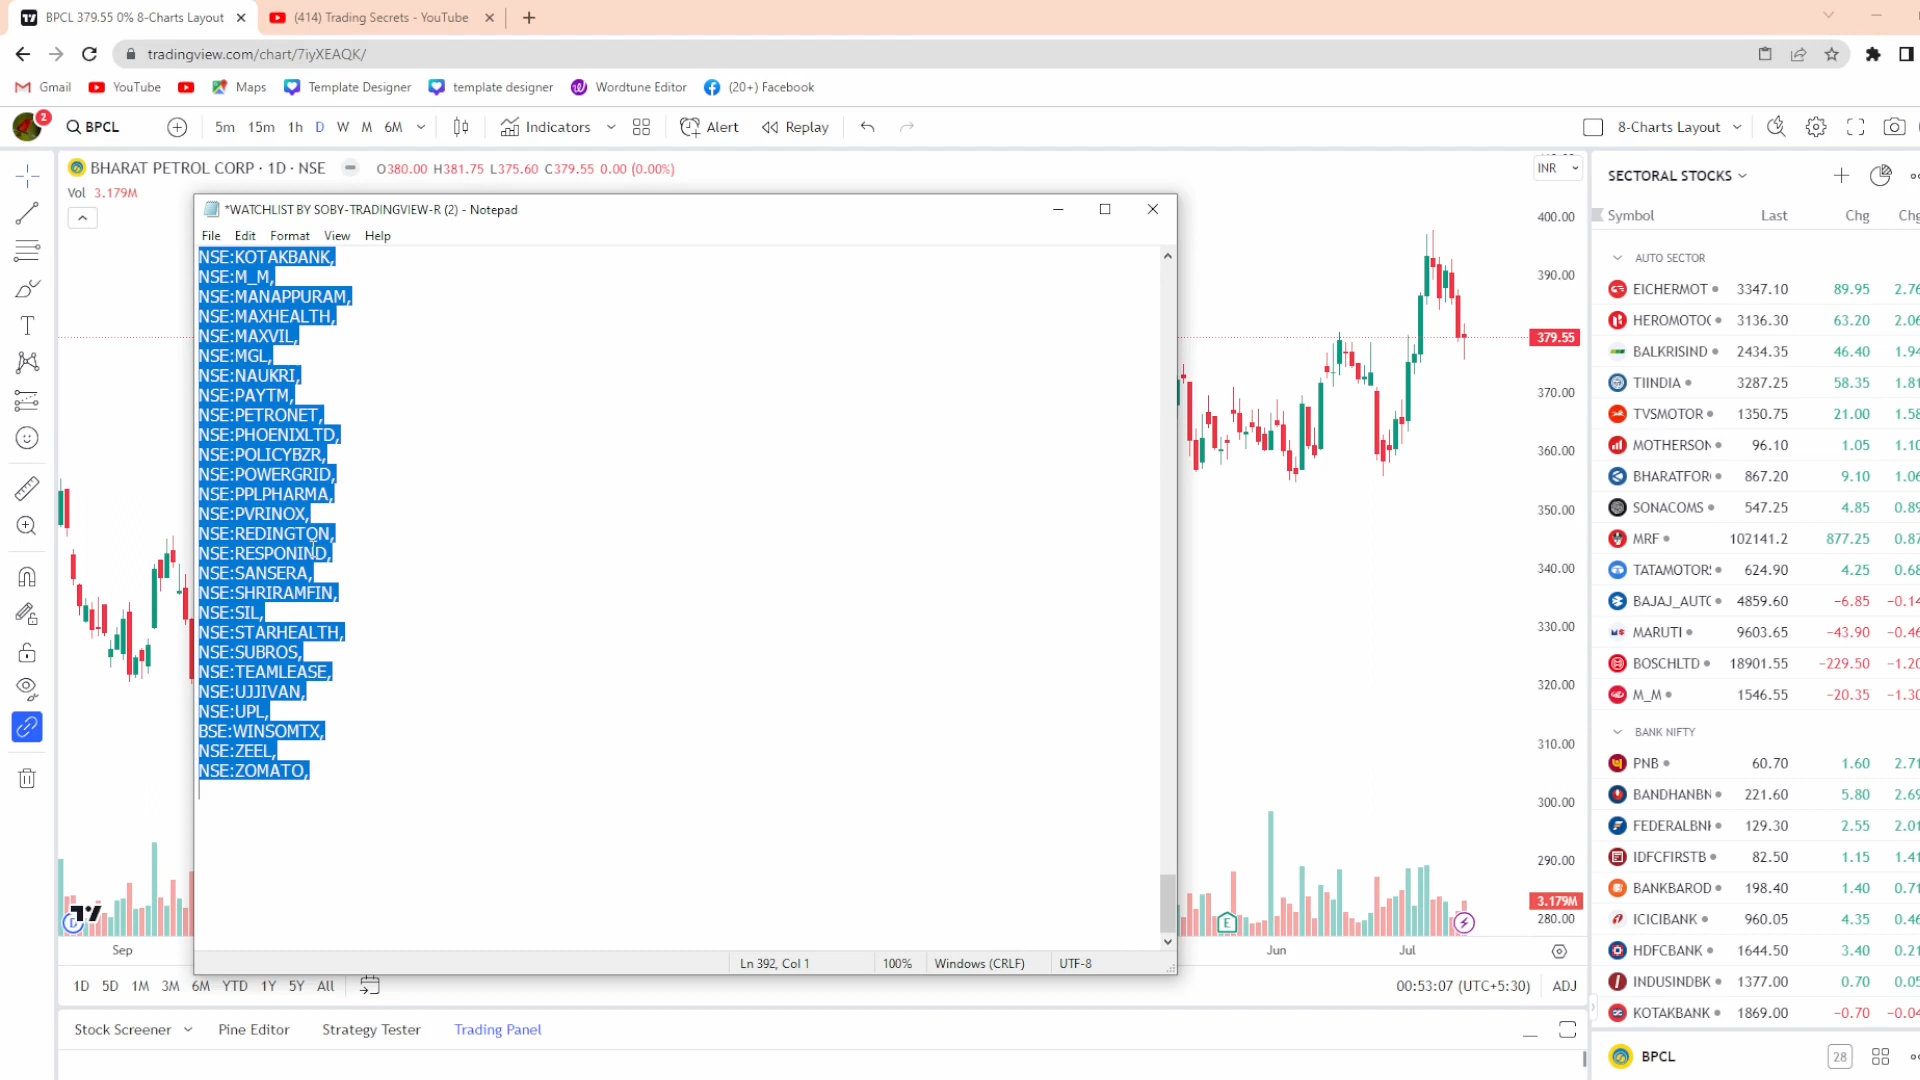 BPCL 379.55 0% 8-Charts Layout
(414) Trading Secrets - YouTube
tradingview.com/chart/7iyXEAQK/
Gmail YouTube Maps Template Designer template designer Wordtune Editor (20+) Facebook
2 BPCL 5m 15m 1h D W M 6M Indicators Alert Replay 8-Charts Layout
BHARAT PETROL CORP · 1D · NSE O380.00 H381.75 L375.60 C379.55 0.00 (0.00%)
Vol 3.179M
INR
*WATCHLIST BY SOBY-TRADINGVIEW-R (2) - Notepad
File Edit Format View Help
NSE:KOTAKBANK,
NSE:M_M,
NSE:MANAPPURAM,
NSE:MAXHEALTH,
NSE:MAXVIL,
NSE:MGL,
NSE:NAUKRI,
NSE:PAYTM,
NSE:PETRONET,
NSE:PHOENIXLTD,
NSE:POLICYBZR,
NSE:POWERGRID,
NSE:PPLPHARMA,
NSE:PVRINOX,
NSE:REDINGTON,
NSE:RESPONIND,
NSE:SANSERA,
NSE:SHRIRAMFIN,
NSE:SIL,
NSE:STARHEALTH,
NSE:SUBROS,
NSE:TEAMLEASE,
NSE:UJJIVAN,
NSE:UPL,
BSE:WINSOMTX,
NSE:ZEEL,
NSE:ZOMATO,
Ln 392, Col 1 100% Windows (CRLF) UTF-8
400.00
390.00
379.55
370.00
360.00
350.00
340.00
330.00
320.00
310.00
300.00
290.00
3.179M
280.00
E
D
Sep Jun Jul
1D 5D 1M 3M 6M YTD 1Y 5Y All
00:53:07 (UTC+5:30) ADJ
Stock Screener Pine Editor Strategy Tester Trading Panel
SECTORAL STOCKS
Symbol Last Chg
AUTO SECTOR
EICHERMOT 3347.10 89.95
HEROMOTO 3136.30 63.20
BALKRISIND 2434.35 46.40
TIINDIA 3287.25 58.35
TVSMOTOR 1350.75 21.00
MOTHERSON 96.10 1.05
BHARATFOR 867.20 9.10
SONACOMS 547.25 4.85
MRF 102141.2 877.25
TATAMOTORS 624.90 4.25
BAJAJ_AUTO 4859.60 -6.85
MARUTI 9603.65 -43.90
BOSCHLTD 18901.55 -229.50
M_M 1546.55 -20.35
BANK NIFTY
PNB 60.70 1.60
BANDHANBN 221.60 5.80
FEDERALBN 129.30 2.55
IDFCFIRSTB 82.50 1.15
BANKBAROD 198.40 1.40
ICICIBANK 960.05 4.35
HDFCBANK 1644.50 3.40
INDUSINDBK 1377.00 0.70
KOTAKBANK 1869.00 -0.70
BPCL 28